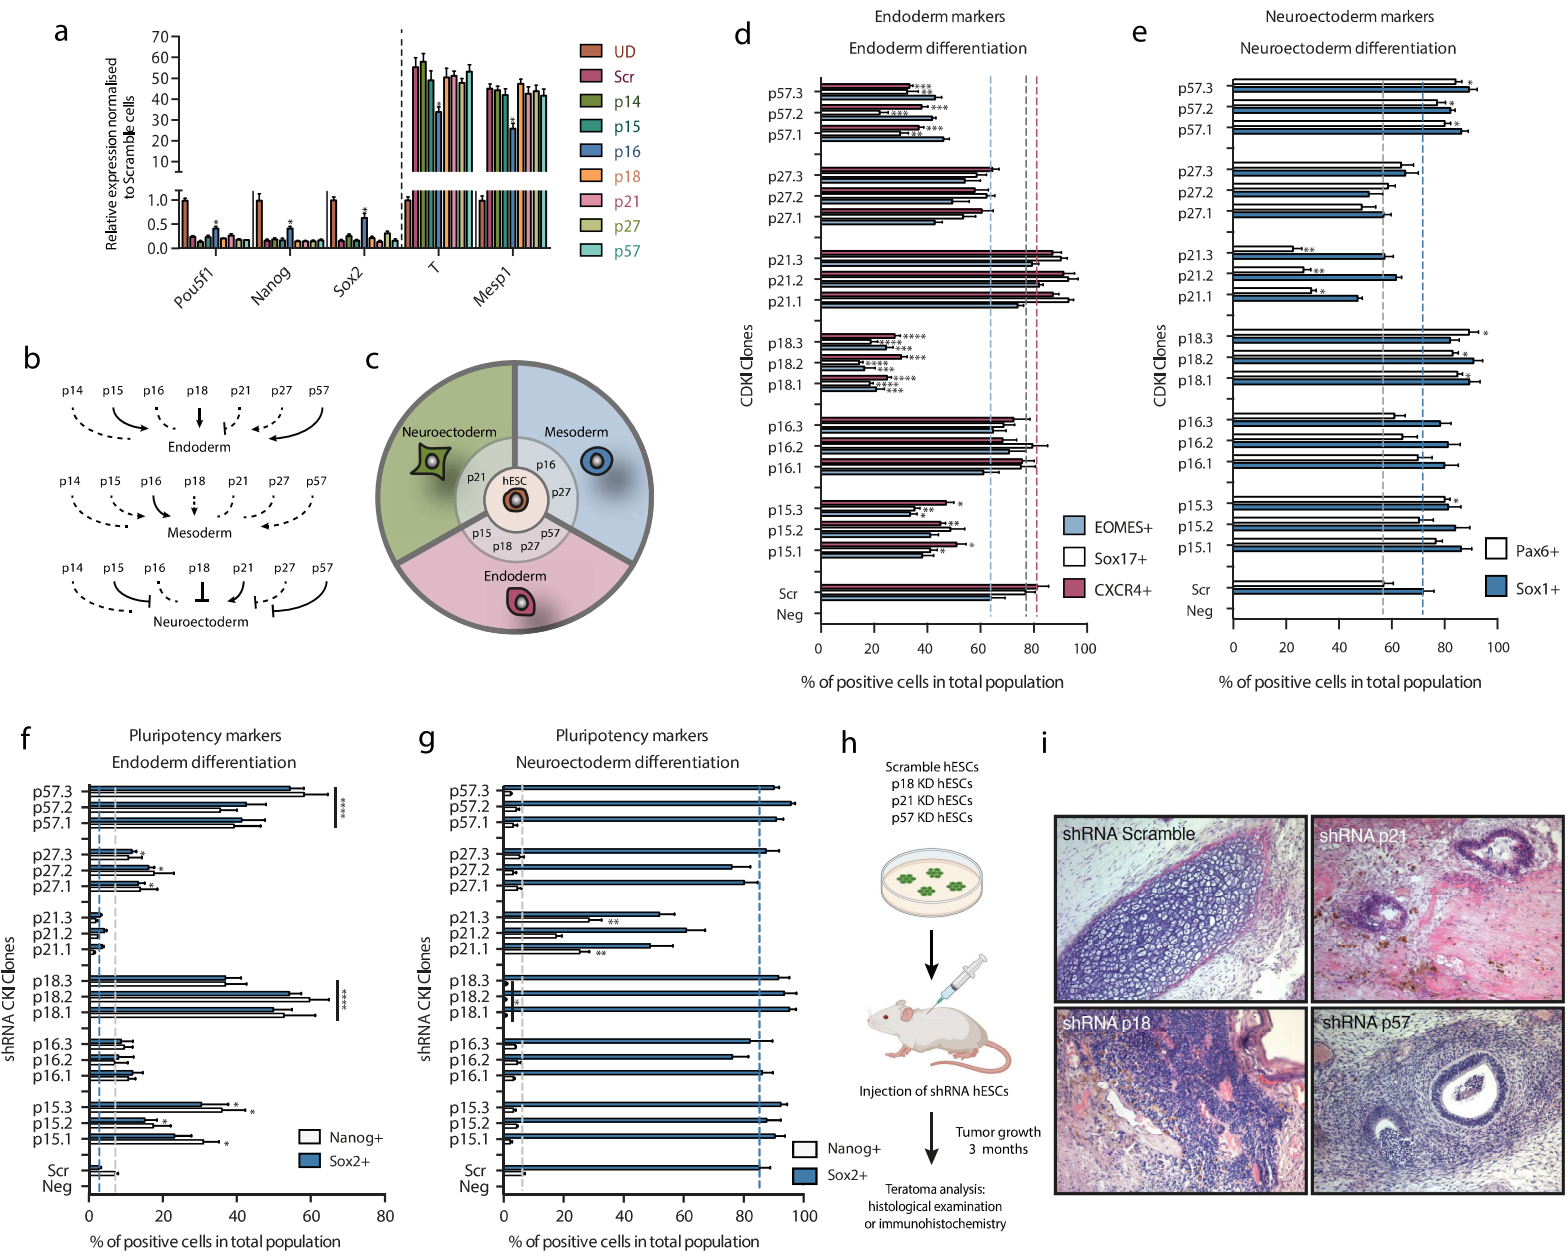 a
Relative expression normalised
to Scramble cells
70
60
50
40
30
20
10
1.0
0.5
0.0
*
*
*
*
*
Pou5f1
Nanog
Sox2
T
Mesp1
UD
Scr
p14
p15
p16
p18
p21
p27
p57
b
p14 p15 p16 p18 p21 p27 p57
Endoderm
p14 p15 p16 p18 p21 p27 p57
Mesoderm
p14 p15 p16 p18 p21 p27 p57
Neuroectoderm
c
Neuroectoderm
Mesoderm
p21
hESC
p16
p27
p15
p18
p27
p57
Endoderm
d
Endoderm markers
Endoderm differentiation
CDKI Clones
p57.3
p57.2
p57.1
p27.3
p27.2
p27.1
p21.3
p21.2
p21.1
p18.3
p18.2
p18.1
p16.3
p16.2
p16.1
p15.3
p15.2
p15.1
Scr
Neg
***
**
***
***
***
**
****
****
***
***
****
***
****
****
***
*
**
*
**
*
*
EOMES+
Sox17+
CXCR4+
0 20 40 60 80 100
% of positive cells in total population
e
Neuroectoderm markers
Neuroectoderm differentiation
CDKI Clones
p57.3
p57.2
p57.1
p27.3
p27.2
p27.1
p21.3
p21.2
p21.1
p18.3
p18.2
p18.1
p16.3
p16.2
p16.1
p15.3
p15.2
p15.1
Scr
Neg
*
*
*
**
**
*
*
*
*
*
Pax6+
Sox1+
0 20 40 60 80 100
% of positive cells in total population
f
Pluripotency markers
Endoderm differentiation
shRNA CKI Clones
p57.3
p57.2
p57.1
p27.3
p27.2
p27.1
p21.3
p21.2
p21.1
p18.3
p18.2
p18.1
p16.3
p16.2
p16.1
p15.3
p15.2
p15.1
Scr
Neg
****
*
*
*
****
*
*
*
*
Nanog+
Sox2+
0 20 40 60 80
% of positive cells in total population
g
Pluripotency markers
Neuroectoderm differentiation
shRNA CKI Clones
p57.3
p57.2
p57.1
p27.3
p27.2
p27.1
p21.3
p21.2
p21.1
p18.3
p18.2
p18.1
p16.3
p16.2
p16.1
p15.3
p15.2
p15.1
Scr
Neg
**
**
*
Nanog+
Sox2+
0 20 40 60 80 100
% of positive cells in total population
h
Scramble hESCs
p18 KD hESCs
p21 KD hESCs
p57 KD hESCs
Injection of shRNA hESCs
Tumor growth
3 months
Teratoma analysis:
histological examination
or immunohistochemistry
i
shRNA Scramble
shRNA p21
shRNA p18
shRNA p57